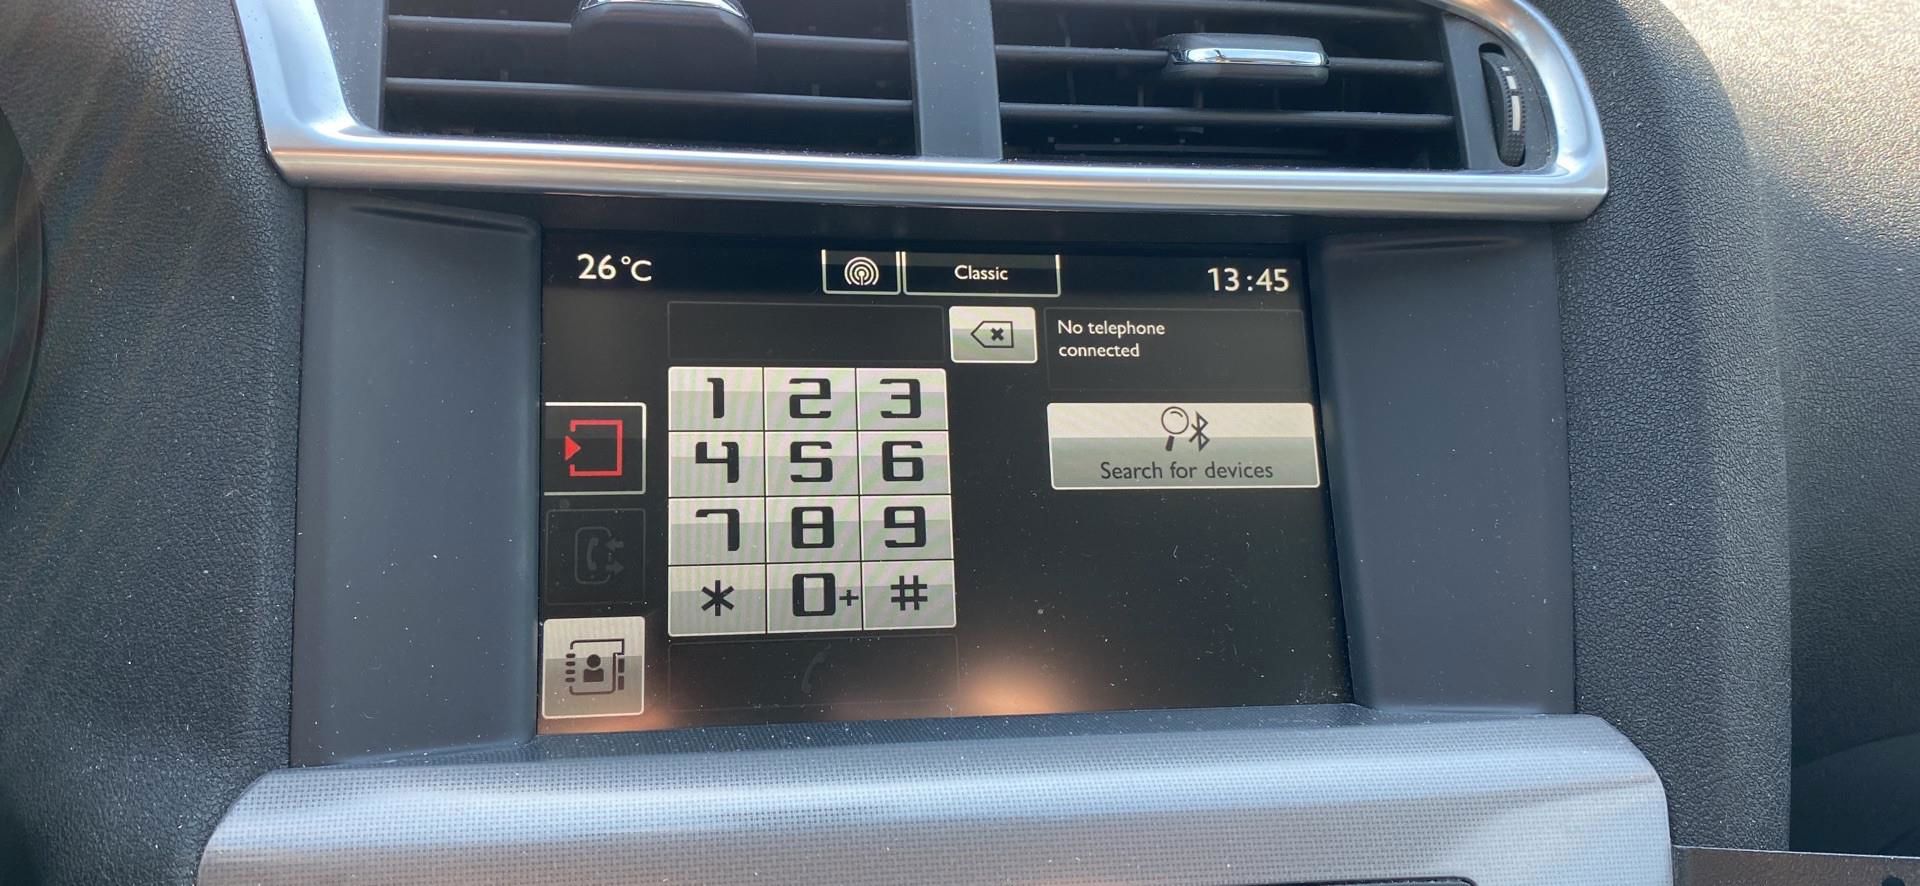 26°C
Classic
13:45
No telephone
connected
1 2 3
4 5 6
7 8 9
* 0+ #
Search for devices